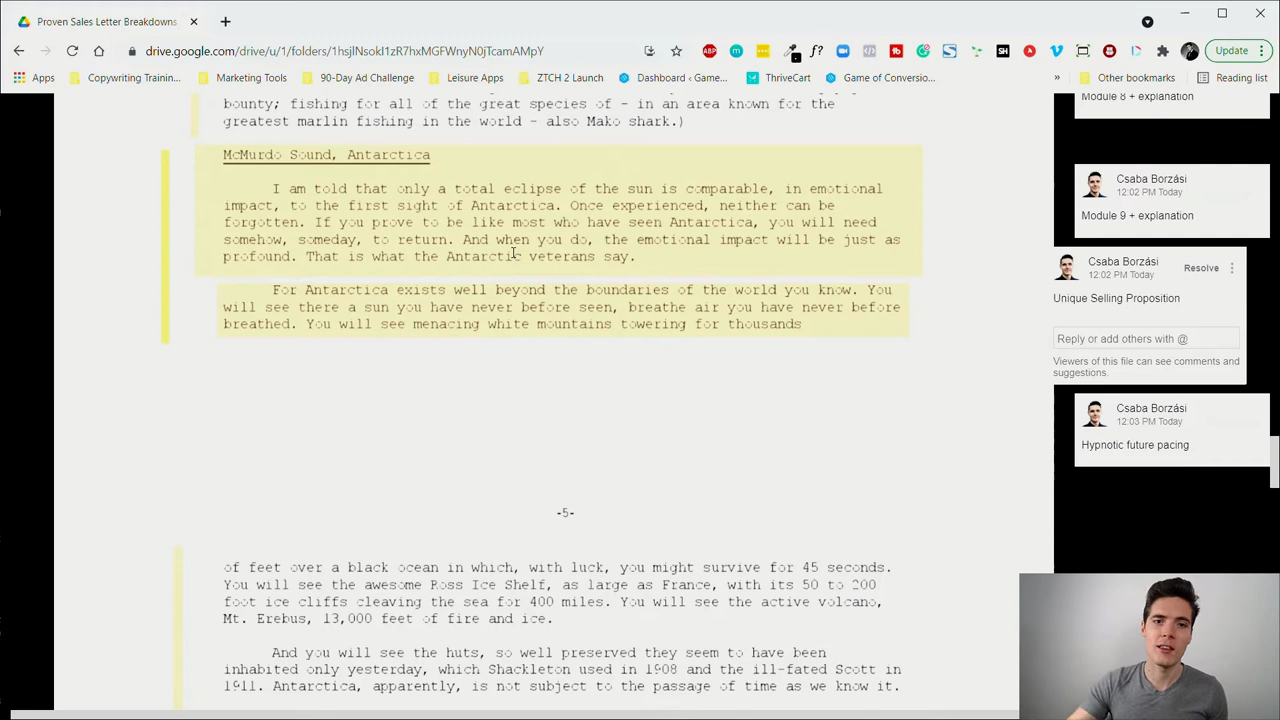 Proven Sales Letter Breakdowns
drive.google.com/drive/u/1/folders/1hsjlNsokI1zR7hxMGFWnyN0jTcamAMpY
ABP
m
f?
S
SH
Update
Apps
Copywriting Trainin...
Marketing Tools
90-Day Ad Challenge
Leisure Apps
ZTCH 2 Launch
Dashboard ‹ Game...
ThriveCart
Game of Conversio...
»
Other bookmarks
Reading list
bounty; fishing for all of the great species of - in an area known for the
greatest marlin fishing in the world - also Mako shark.)
McMurdo Sound, Antarctica
I am told that only a total eclipse of the sun is comparable, in emotional
impact, to the first sight of Antarctica. Once experienced, neither can be
forgotten. If you prove to be like most who have seen Antarctica, you will need
somehow, someday, to return. And when you do, the emotional impact will be just as
profound. That is what the Antarctic veterans say.
For Antarctica exists well beyond the boundaries of the world you know. You
will see there a sun you have never before seen, breathe air you have never before
breathed. You will see menacing white mountains towering for thousands
-5-
of feet over a black ocean in which, with luck, you might survive for 45 seconds.
You will see the awesome Ross Ice Shelf, as large as France, with its 50 to 200
foot ice cliffs cleaving the sea for 400 miles. You will see the active volcano,
Mt. Erebus, 13,000 feet of fire and ice.
And you will see the huts, so well preserved they seem to have been
inhabited only yesterday, which Shackleton used in 1908 and the ill-fated Scott in
1911. Antarctica, apparently, is not subject to the passage of time as we know it.
Module 8 + explanation
Csaba Borzási
12:02 PM Today
Module 9 + explanation
Csaba Borzási
12:02 PM Today
Resolve
Unique Selling Proposition
Reply or add others with @
Viewers of this file can see comments and
suggestions.
Csaba Borzási
12:03 PM Today
Hypnotic future pacing